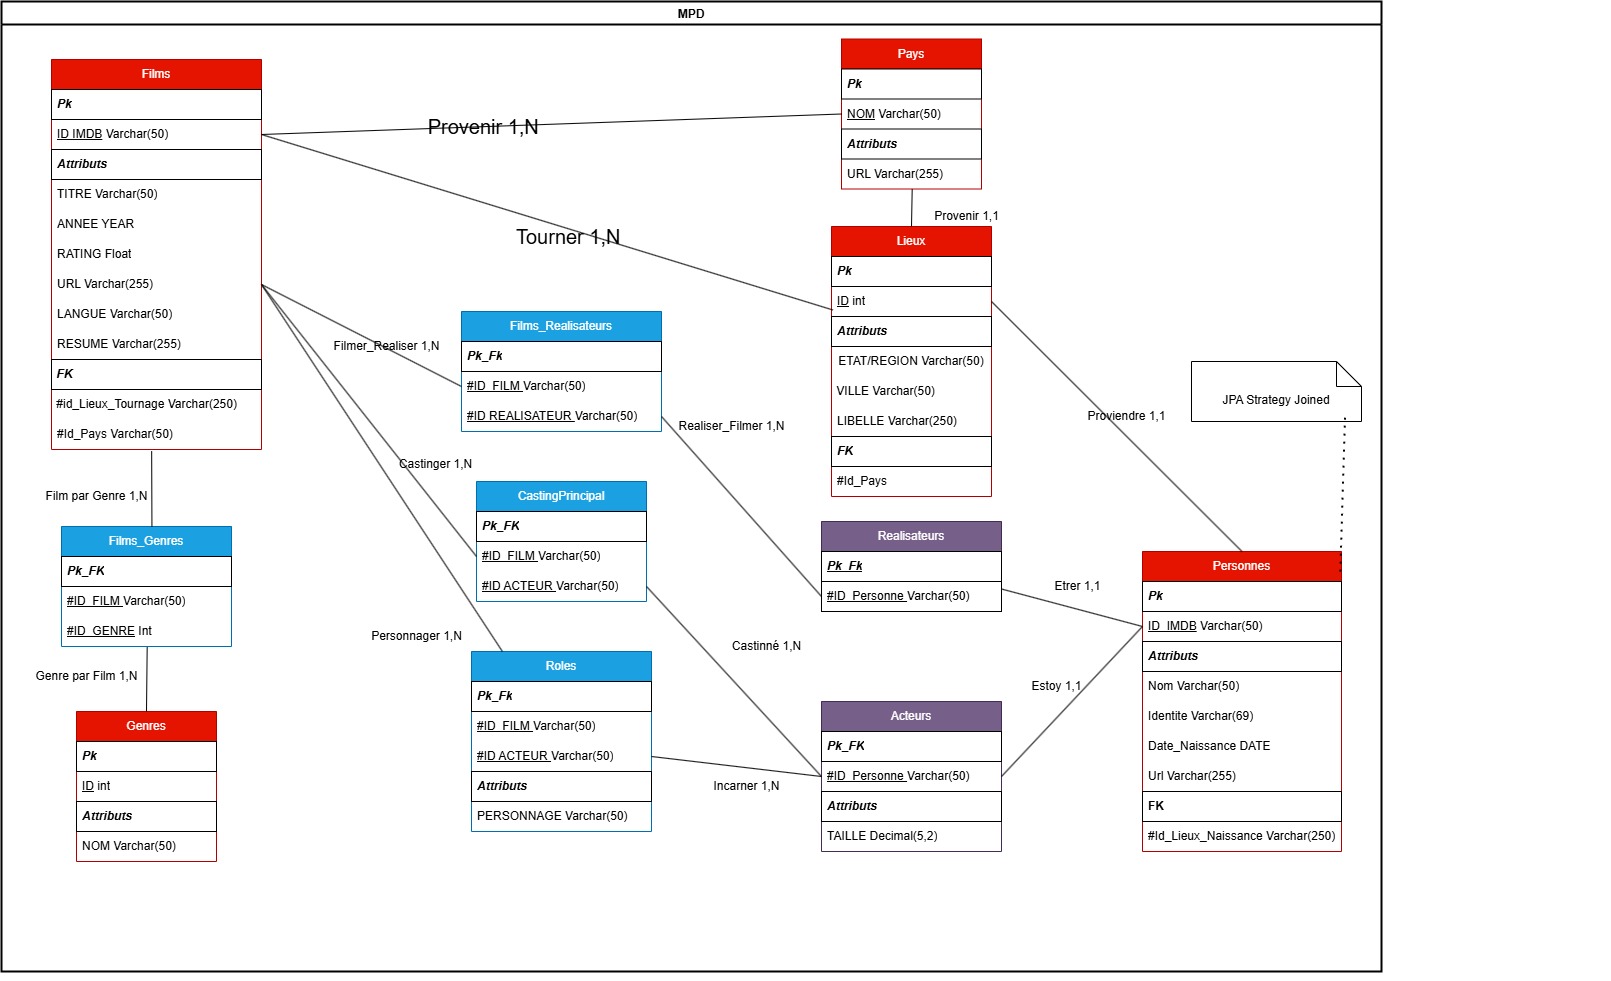 MPD
Films
Pk
ID IMDB Varchar(50)
Attributs
TITRE Varchar(50)
ANNEE YEAR
RATING Float
URL Varchar(255)
LANGUE Varchar(50)
RESUME Varchar(255)
FK
#id_Lieux_Tournage Varchar(250)
#Id_Pays Varchar(50)
Provenir 1,N
Tourner 1,N
Pays
Pk
NOM Varchar(50)
Attributs
URL Varchar(255)
Provenir 1,1
Lieux
Pk
ID int
Attributs
ETAT/REGION Varchar(50)
VILLE Varchar(50)
LIBELLE Varchar(250)
FK
#Id_Pays
Filmer_Realiser 1,N
Films_Realisateurs
Pk_Fk
#ID_FILM Varchar(50)
#ID REALISATEUR Varchar(50)
Realiser_Filmer 1,N
Proviendre 1,1
JPA Strategy Joined
Castinger 1,N
CastingPrincipal
Pk_FK
#ID_FILM Varchar(50)
#ID ACTEUR Varchar(50)
Film par Genre 1,N
Films_Genres
Pk_FK
#ID_FILM Varchar(50)
#ID_GENRE Int
Genre par Film 1,N
Genres
Pk
ID int
Attributs
NOM Varchar(50)
Personnager 1,N
Roles
Pk_Fk
#ID_FILM Varchar(50)
#ID ACTEUR Varchar(50)
Attributs
PERSONNAGE Varchar(50)
Castinné 1,N
Incarner 1,N
Realisateurs
Pk_Fk
#ID_Personne Varchar(50)
Etrer 1,1
Estoy 1,1
Acteurs
Pk_FK
#ID_Personne Varchar(50)
Attributs
TAILLE Decimal(5,2)
Personnes
Pk
ID_IMDB Varchar(50)
Attributs
Nom Varchar(50)
Identite Varchar(69)
Date_Naissance DATE
Url Varchar(255)
FK
#Id_Lieux_Naissance Varchar(250)